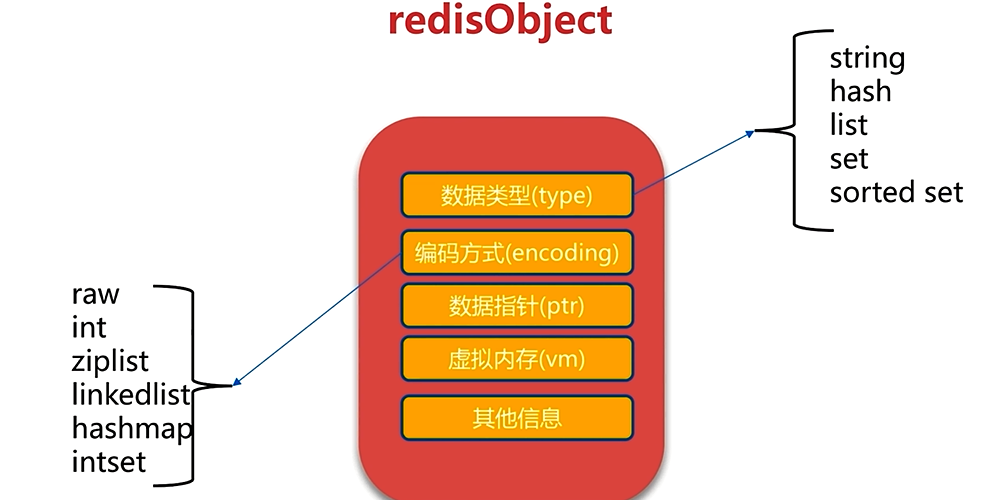 redisObject
string
hash
list
set
sorted set
数据类型(type)
编码方式(encoding)
数据指针(ptr)
虚拟内存(vm)
其他信息
raw
int
ziplist
linkedlist
hashmap
intset